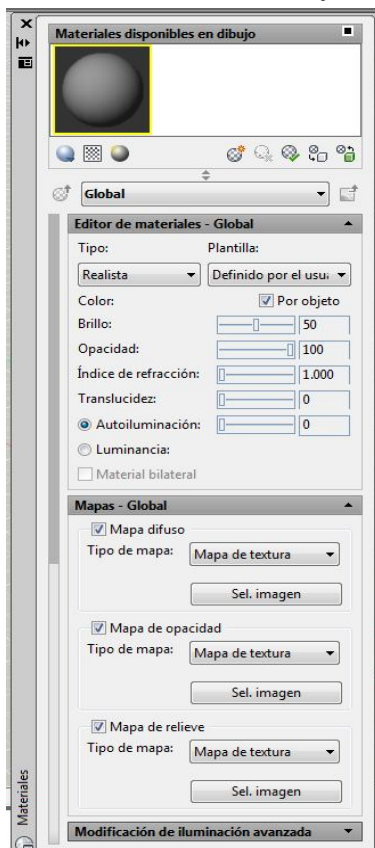 Materiales disponibles en dibujo
Global
Editor de materiales - Global
Tipo: Plantilla:
Realista Definido por el usu
Color: Por objeto
Brillo: 50
Opacidad: 100
Índice de refracción: 1.000
Translucidez: 0
Autoiluminación: 0
Luminancia:
Material bilateral
Mapas - Global
Mapa difuso
Tipo de mapa: Mapa de textura
Sel. imagen
Mapa de opacidad
Tipo de mapa: Mapa de textura
Sel. imagen
Mapa de relieve
Tipo de mapa: Mapa de textura
Sel. imagen
Modificación de iluminación avanzada
Materiales